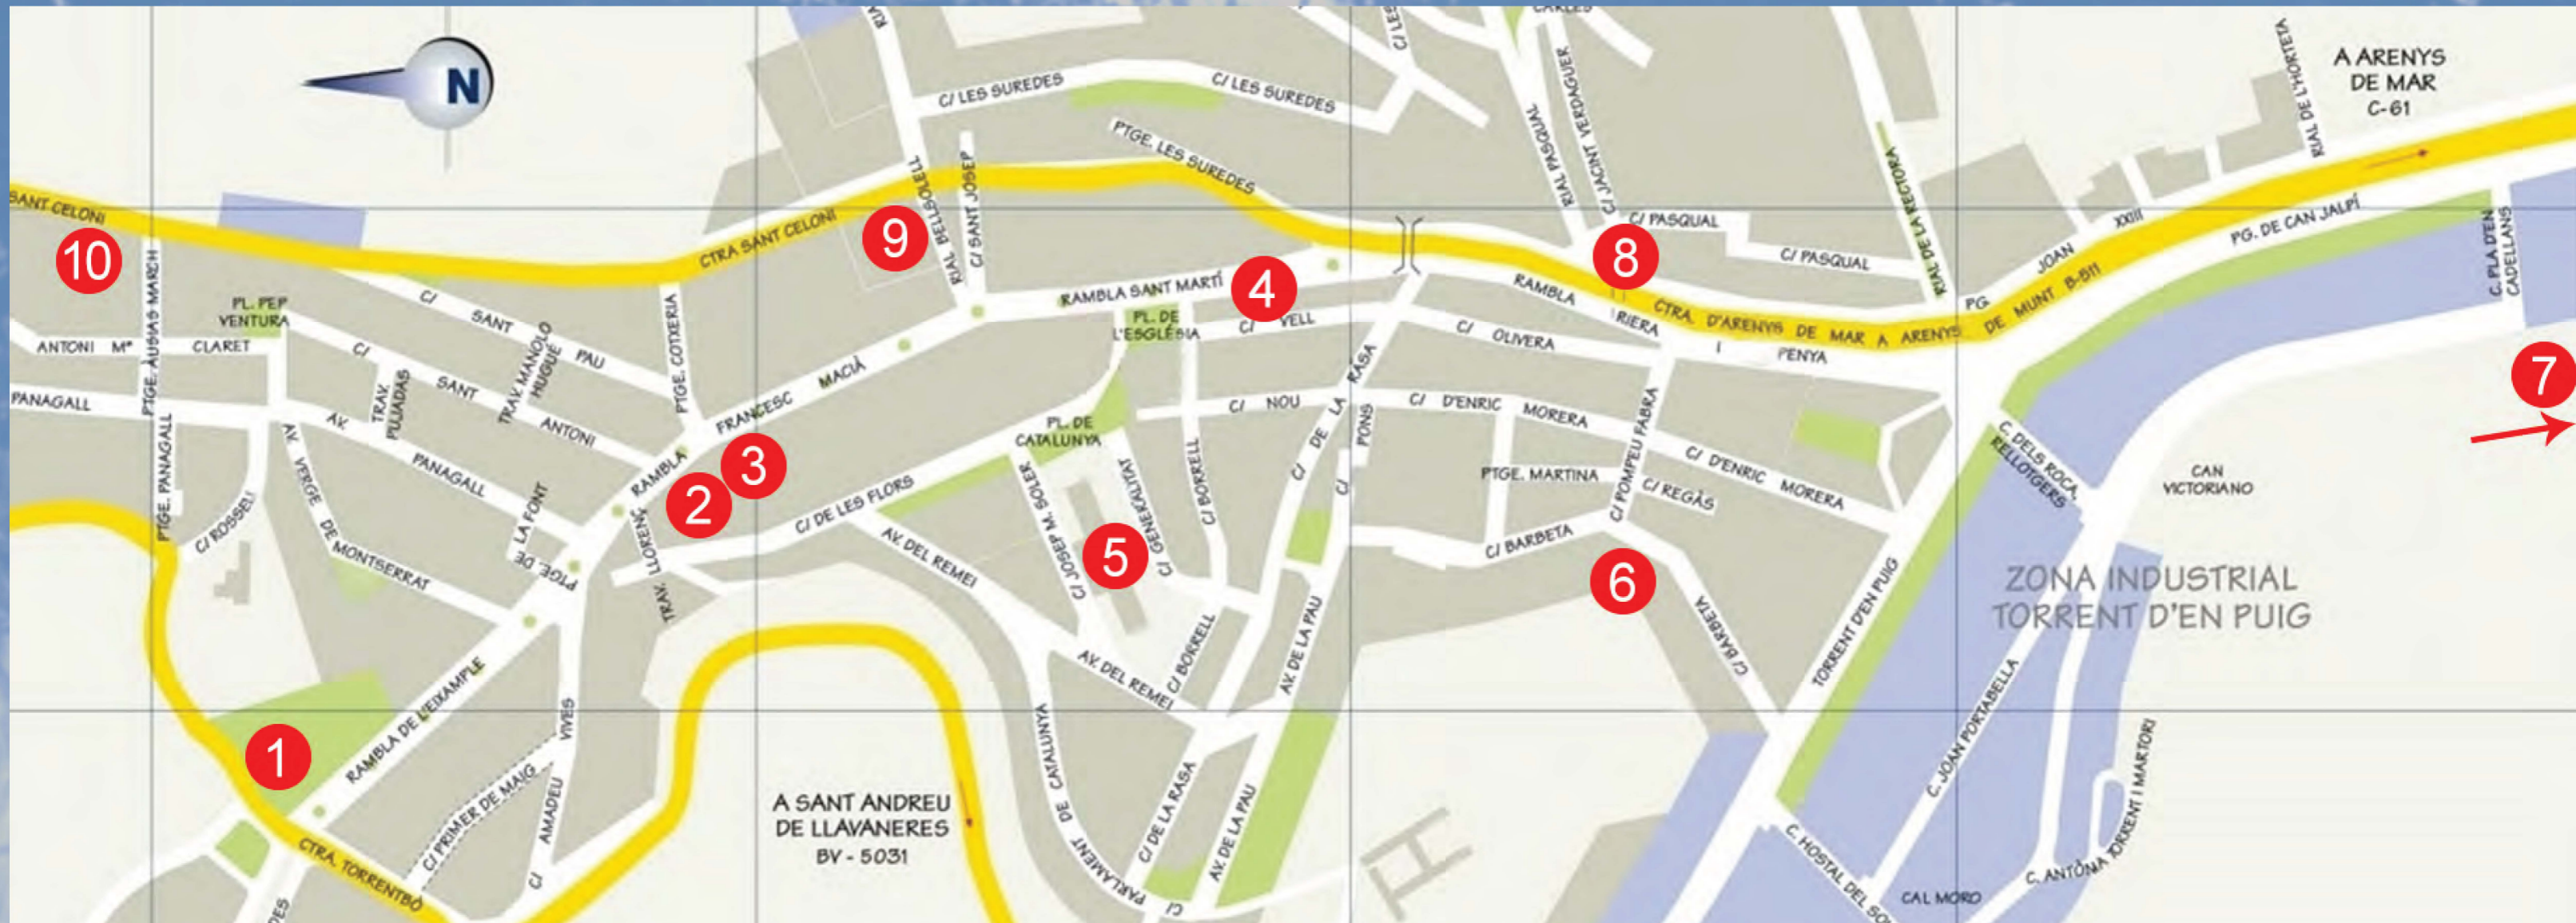 RIA
C/ LES
CARLES
N
C/ LES SUREDES
C/ LES SUREDES
RIAL DE L'HORTETA
A ARENYS
DE MAR
C-61
PTGE. LES SUREDES
RIAL PASQUAL
C/ JACINT VERDAGUER
RIAL DE LA RECTORIA
SANT CELONI
10
CTRA SANT CELONI
9
RIAL BELLSOLELL
C/ SANT JOSEP
C/ PASQUAL
C/ PASQUAL
8
PG. JOAN XXIII
PG. DE CAN JALPÍ
C. PLA D'EN
CADELLANS
PTGE. ÀUSIAS MARCH
PL. PEP
VENTURA
C/ SANT PAU
PTGE. COTXERIA
RAMBLA SANT MARTÍ
4
PL. DE
L'ESGLÉSIA
C/ VELL
RAMBLA RIERA I PENYA
CTRA. D'ARENYS DE MAR A ARENYS DE MUNT B-511
C/ OLIVERA
7
ANTONI Mª CLARET
C/ SANT ANTONI
TRAV. MANOLO
HUGUÉ
TRAV.
PUJADAS
PANAGALL
AV. PANAGALL
PTGE. PANAGALL
RAMBLA FRANCESC MACIÀ
3
2
PL. DE
CATALUNYA
C/ NOU
C/ DE LA RASA
C/ PONS
C/ D'ENRIC MORERA
C/ D'ENRIC MORERA
C/ POMPEU FABRA
PTGE. MARTINA
C/ REGÀS
C. DELS ROCA,
RELLOTGERS
CAN
VICTORIANO
C/ ROSSELL
AV. VERGE DE MONTSERRAT
PTGE. DE LA FONT
TRAV. LLORENÇ
C/ DE LES FLORS
AV. DEL REMEI
C/ JOSEP M. SOLER
5
C/ GENERALITAT
C/ BORRELL
C/ BARBETA
6
C/ BARBETA
TORRENT D'EN PUIG
ZONA INDUSTRIAL
TORRENT D'EN PUIG
AV. DEL REMEI
C/ BORRELL
AV. DE LA PAU
1
RAMBLA DE L'EIXAMPLE
C/ PRIMER DE MAIG
C/ AMADEU VIVES
CTRA. TORRENTBÓ
A SANT ANDREU
DE LLAVANERES
BV - 5031
C/ PARLAMENT DE CATALUNYA
C/ DE LA RASA
AV. DE LA PAU
C. JOAN PORTABELLA
C. HOSTAL DEL SO
CAL MORO
C. ANTÒNIA TORRENT I MARTORI
DES